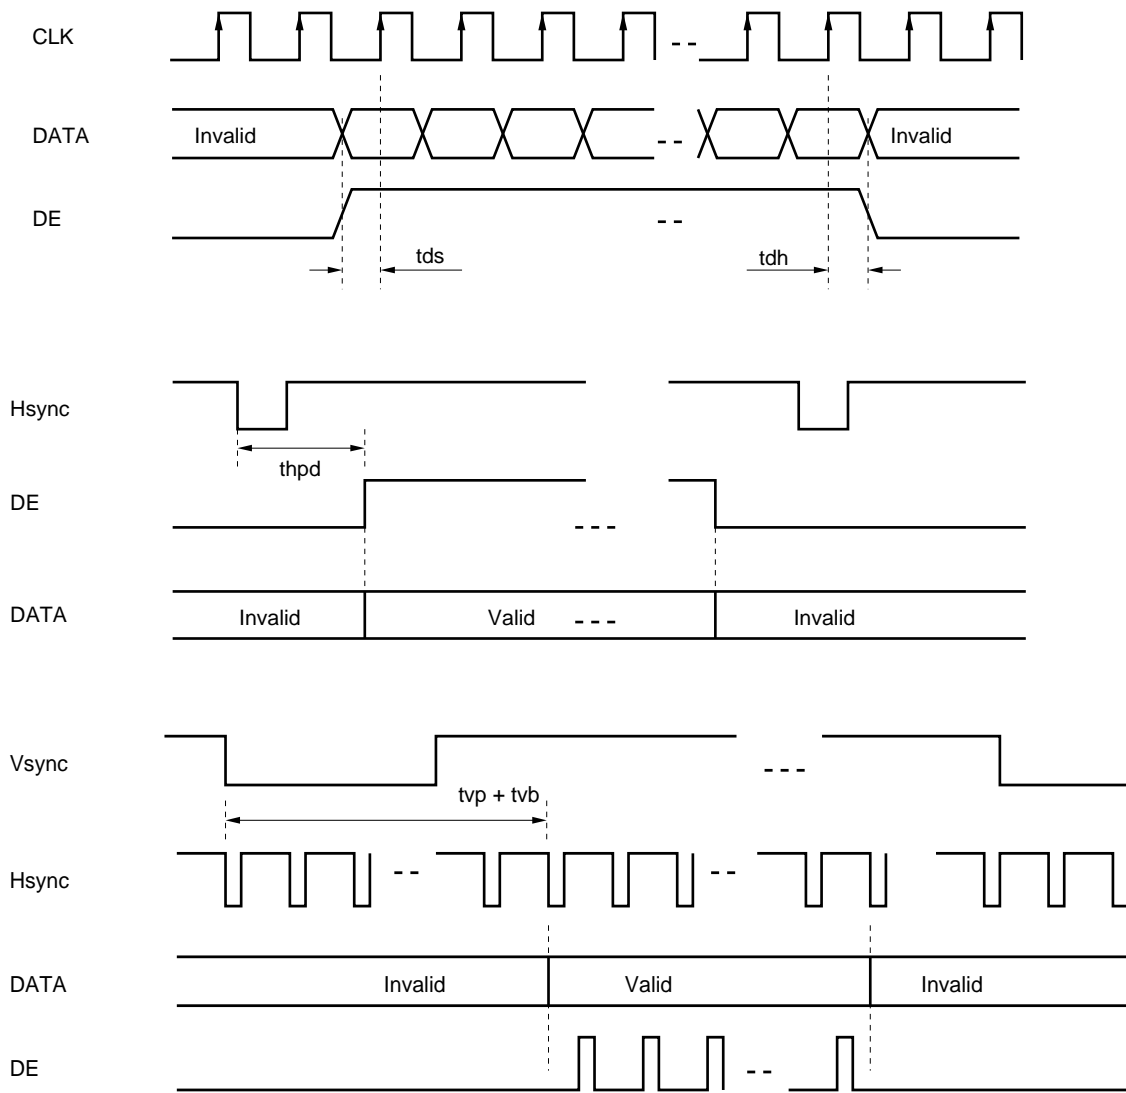 CLK
DATA
Invalid
Invalid
DE
tds
tdh
Hsync
thpd
DE
DATA
Invalid
Valid
Invalid
Vsync
tvp + tvb
Hsync
DATA
Invalid
Valid
Invalid
DE